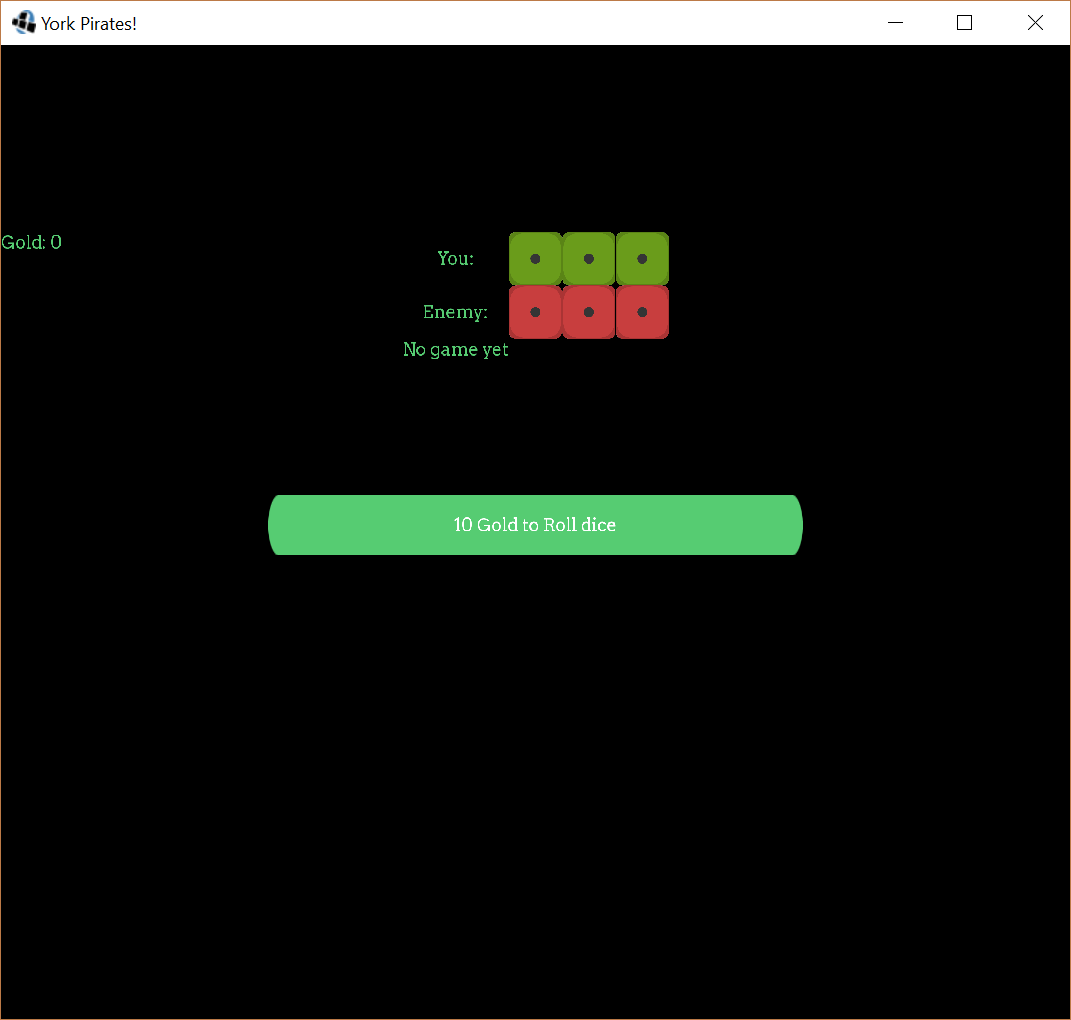 York Pirates!
Gold: 0
You:
Enemy:
No game yet
10 Gold to Roll dice